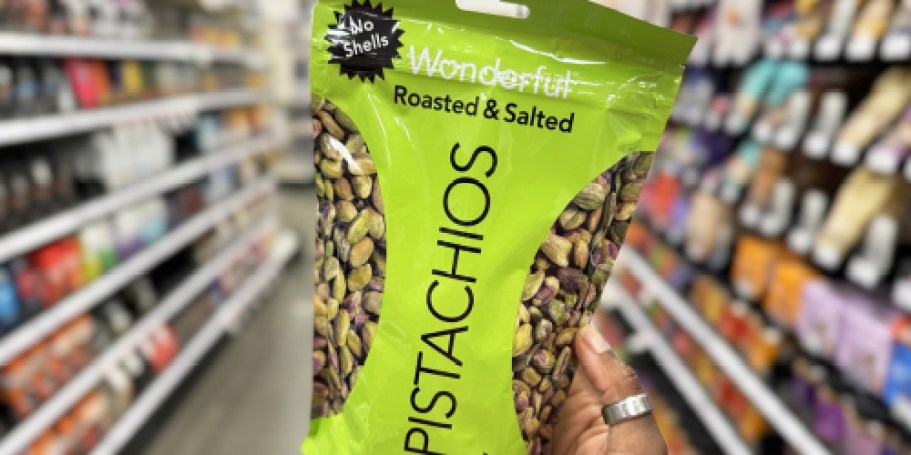 No
Shells
Wonderful
Roasted & Salted
PISTACHIOS